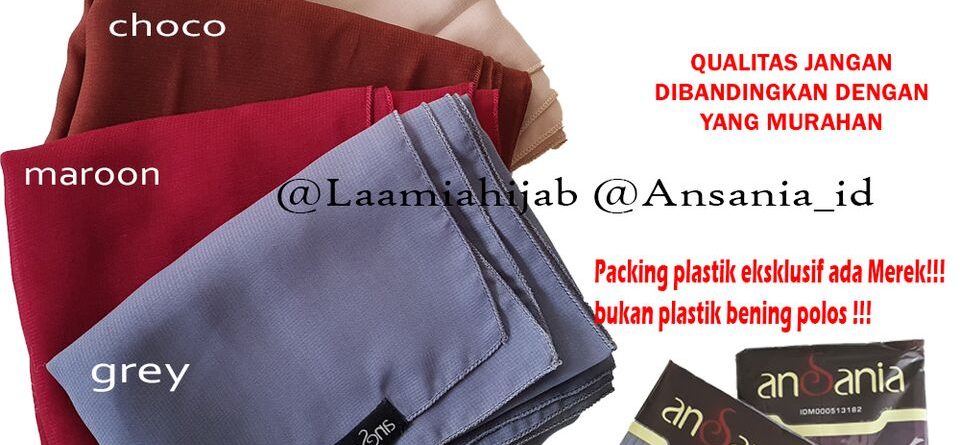 choco
QUALITAS JANGAN
DIBANDINGKAN DENGAN
YANG MURAHAN
maroon
@Laamiahijab @Ansania_id
Packing plastik eksklusif ada Merek!!!
bukan plastik bening polos !!!
grey
ansania
IDM000513182